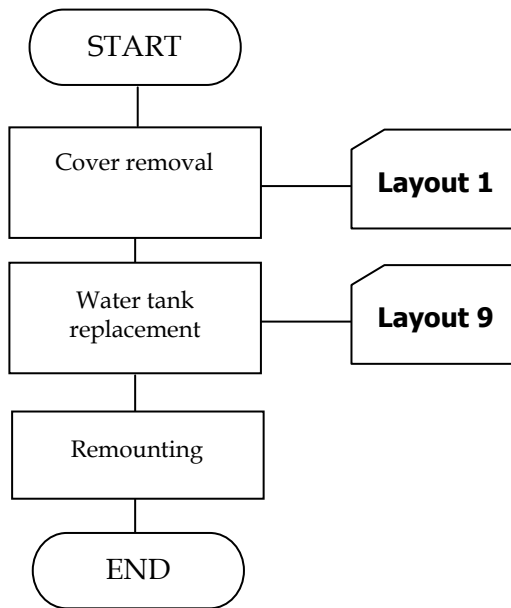 START
Cover removal
Layout 1
Water tank
replacement
Layout 9
Remounting
END